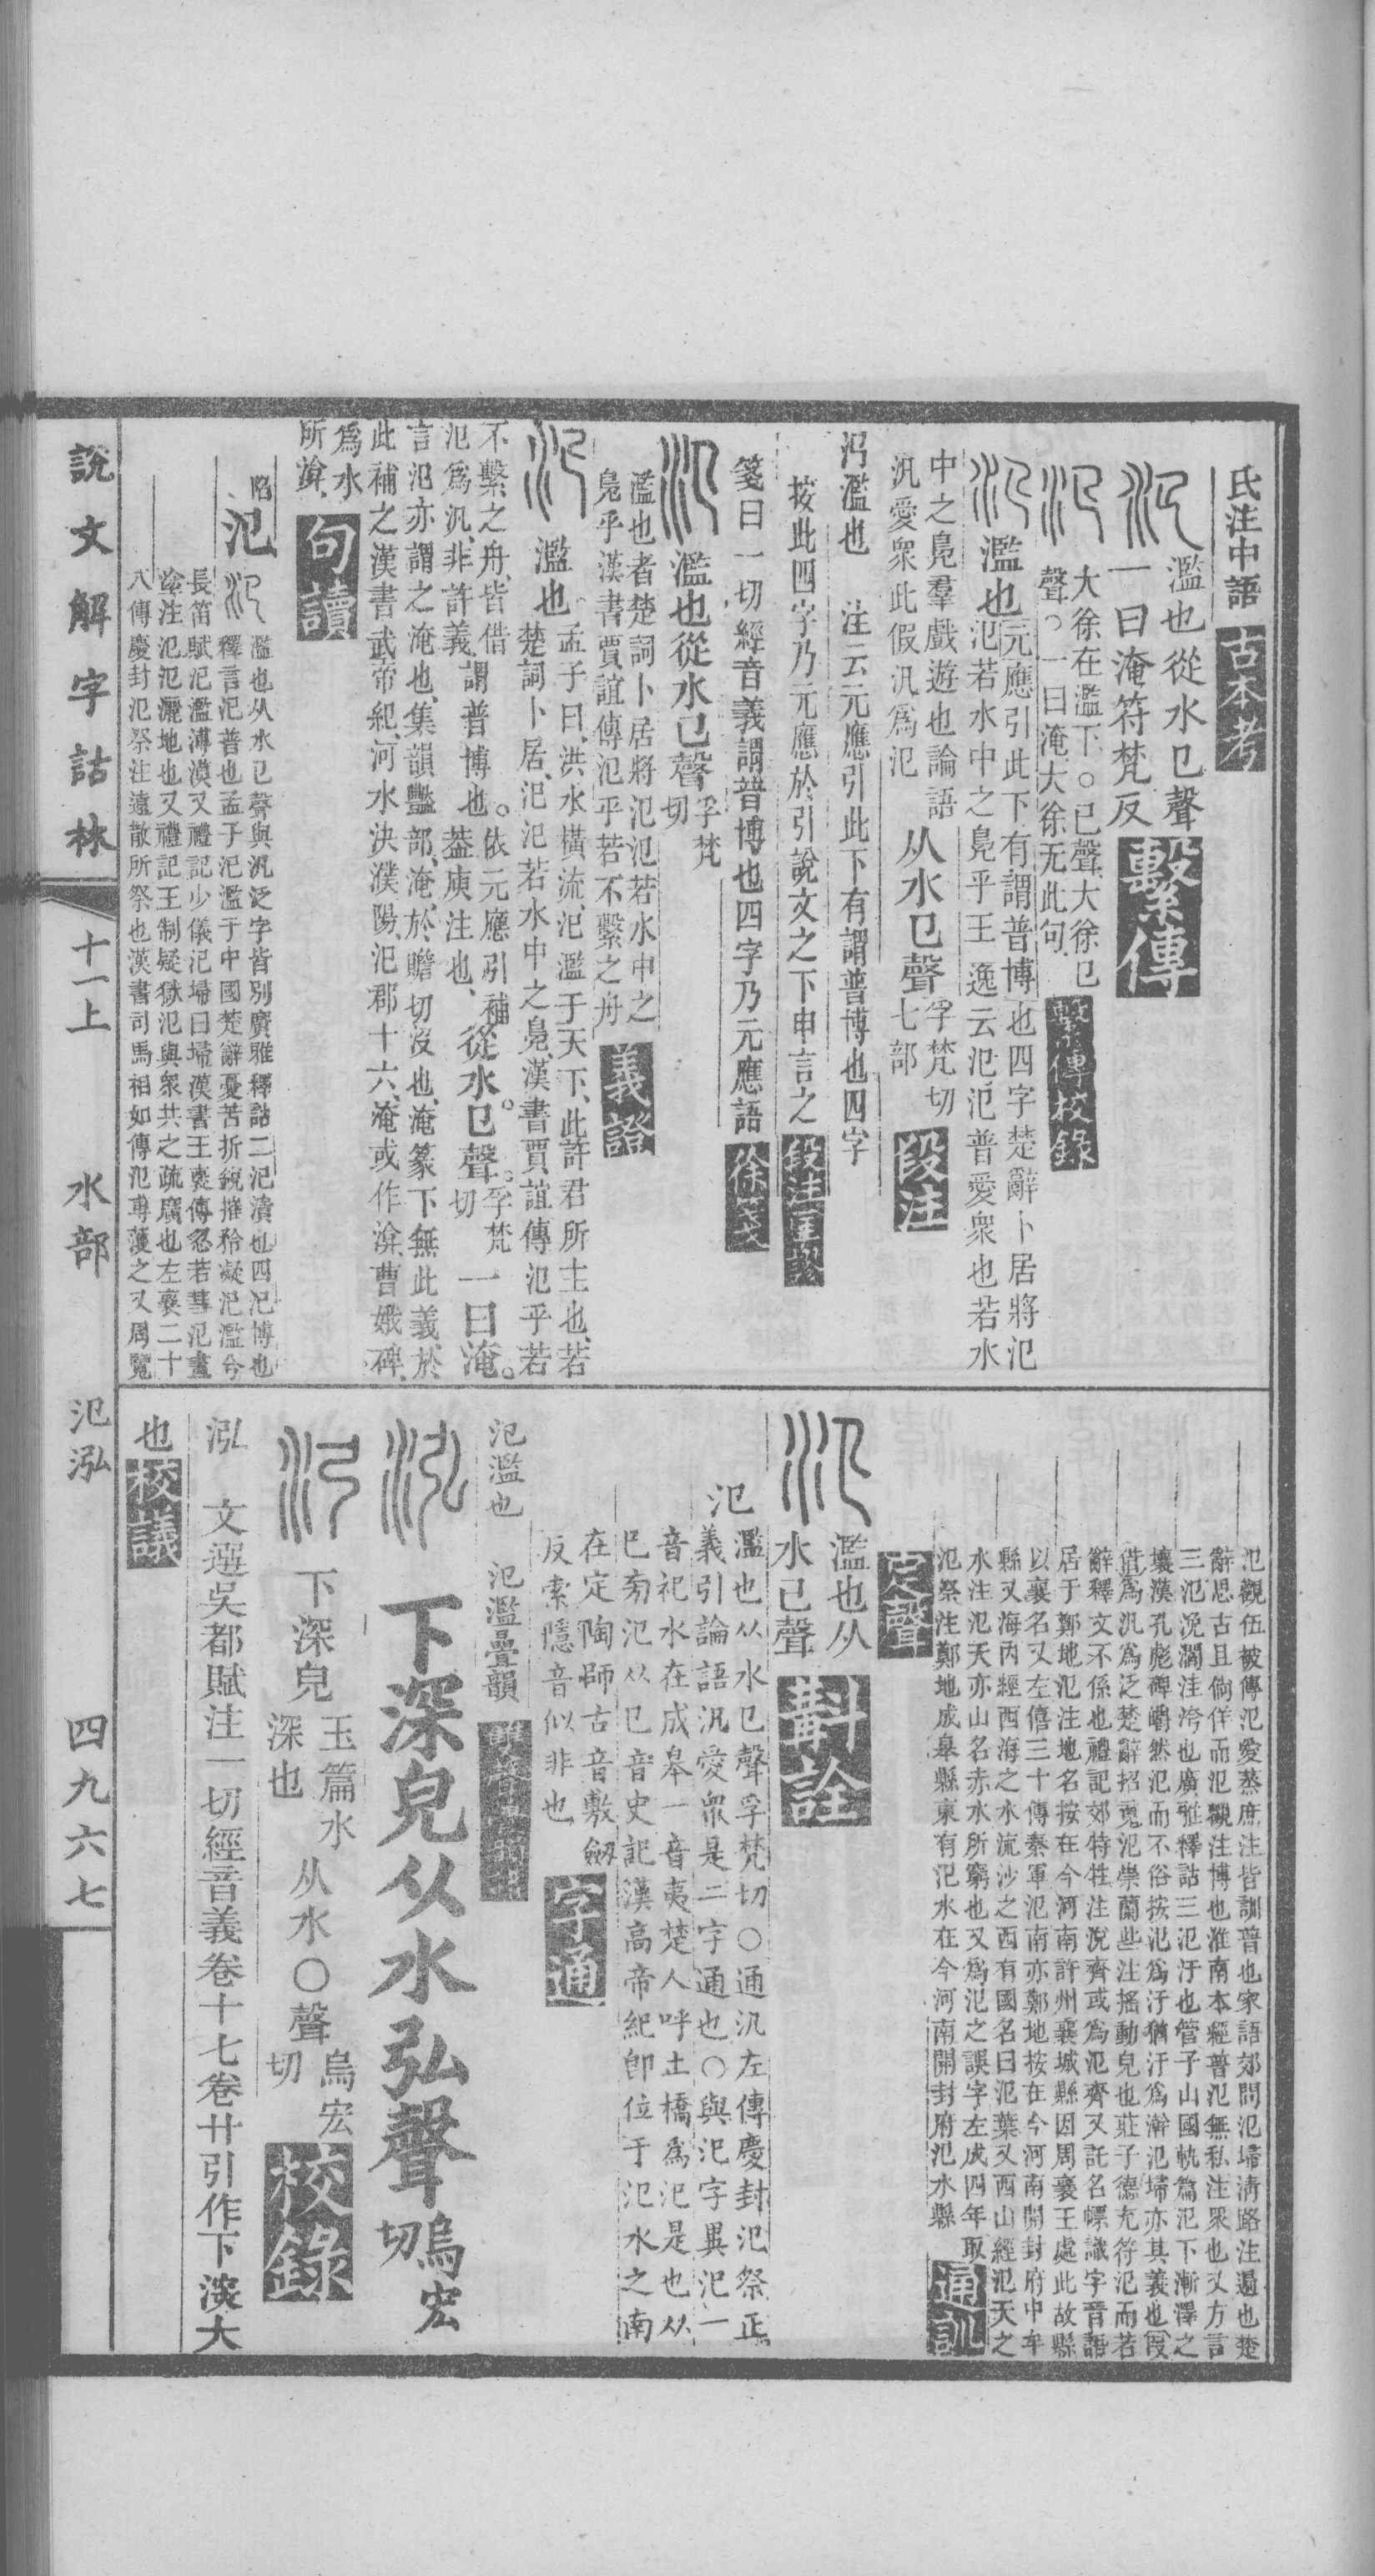 氏注中語 古本考
濫也從水㔾聲
一曰淹符梵反 繫傳
大徐在濫下○㔾聲大徐㔾
聲○一曰淹大徐无此句 繫傳校錄
濫也元應引此下有謂普博也四字楚辭卜居將氾
氾若水中之鳧乎王逸云氾氾普愛衆也若水
中之鳧羣戲遊也論語
汎愛衆此假汎爲氾 从水㔾聲孚梵切七部 段注
汅濫也 注云元應引此下有謂普博也四字
按此四字乃元應於引說文之下申言之 段注匡謬
箋曰一切經音義謂普博也四字乃元應語 徐箋
濫也從水㔾聲孚梵切
濫也者楚詞卜居將氾氾若水中之
鳧乎漢書賈誼傳氾乎若不繫之舟 義證
濫也孟子曰洪水橫流氾濫于天下此許君所主也若
楚詞卜居氾氾若水中之鳧漢書賈誼傳氾乎若
不繫之舟皆借
氾爲汎非許義 謂普博也依元應引補葢庾注也 從水㔾聲孚梵切 一曰淹
言氾亦謂之淹也集韻豔部淹於贍切沒也淹篆下無此義於
此補之漢書武帝紀河水決濮陽氾郡十六淹或作渰曹娥碑
爲水
所渰 句讀
氾 濫也从水㔾聲與汎泛字皆別廣雅釋詁二氾瀆也四氾博也
釋言氾普也孟子氾濫于中國楚辭憂苦折銳摧矜凝氾濫兮
長笛賦氾濫溥漠又禮記少儀氾埽曰埽漢書王褒傳忽若彗氾畫
塗注氾氾灑地也又禮記王制疑獄氾與衆共之疏廣也左襄二十
八傳慶封氾祭注遠散所祭也漢書司馬相如傳氾尃濩之又周覽
氾觀伍被傳氾愛蒸庶注皆訓普也家語郊問氾埽淸路注遍也楚
辭思古且倘佯而氾觀注博也淮南本經普氾無私注衆也又方言
三氾浼澗洼洿也廣雅釋詁三氾汙也管子山國軌篇氾下漸澤之
壤漢孔彪碑皭然氾而不俗按氾爲汙猶汙爲澣氾埽亦其義也叚
借爲汎爲泛楚辭招䰟氾崇蘭些注搖動皃也莊子德充符氾而若
辭釋文不係也禮記郊特牲注涗齊或爲氾齊又託名幖識字晉語
居于鄭地氾注地名按在今河南許州襄城縣因周襄王處此故縣
以襄名又左僖三十傳秦軍氾南亦鄭地按在今河南開封府中牟
縣又海内經西海之水流沙之西有國名曰氾葉又西山經氾天之
水注氾天亦山名赤水所窮也又爲汜之誤字左成四年取
氾祭注鄭地成皋縣東有汜水在今河南開封府汜水縣 通訓
定聲
濫也从
水㔾聲 斠詮
氾 濫也从水㔾聲孚梵切○通汎左傳慶封氾祭正
義引論語汎愛衆是二字通也○與汜字異汜一
音祀水在成皋一音夷楚人呼土橋爲汜是也从
巳旁氾从㔾音史記漢高帝紀卽位于氾水之南
在定陶師古音敷劒
反索隱音似非也 字通
氾濫也 氾濫疊韻
下深皃从水弘聲烏宏切
下深皃玉篇水深也从水○聲烏宏切 校錄
泓 文選吳都賦注一切經音義卷十七卷廿引作下深大
也 校議
說文解字詁林 十一上 水部 氾泓 四九六七